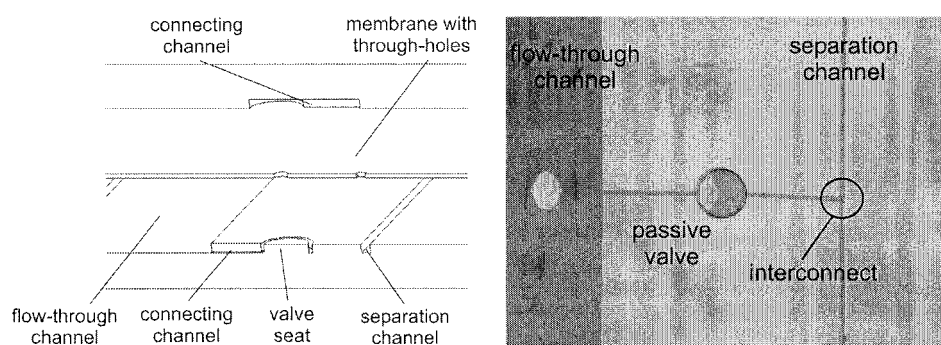 connecting
channel
membrane with
through-holes
flow-through
channel
connecting
channel
valve
seat
separation
channel
flow-through
channel
separation
channel
passive
valve
interconnect